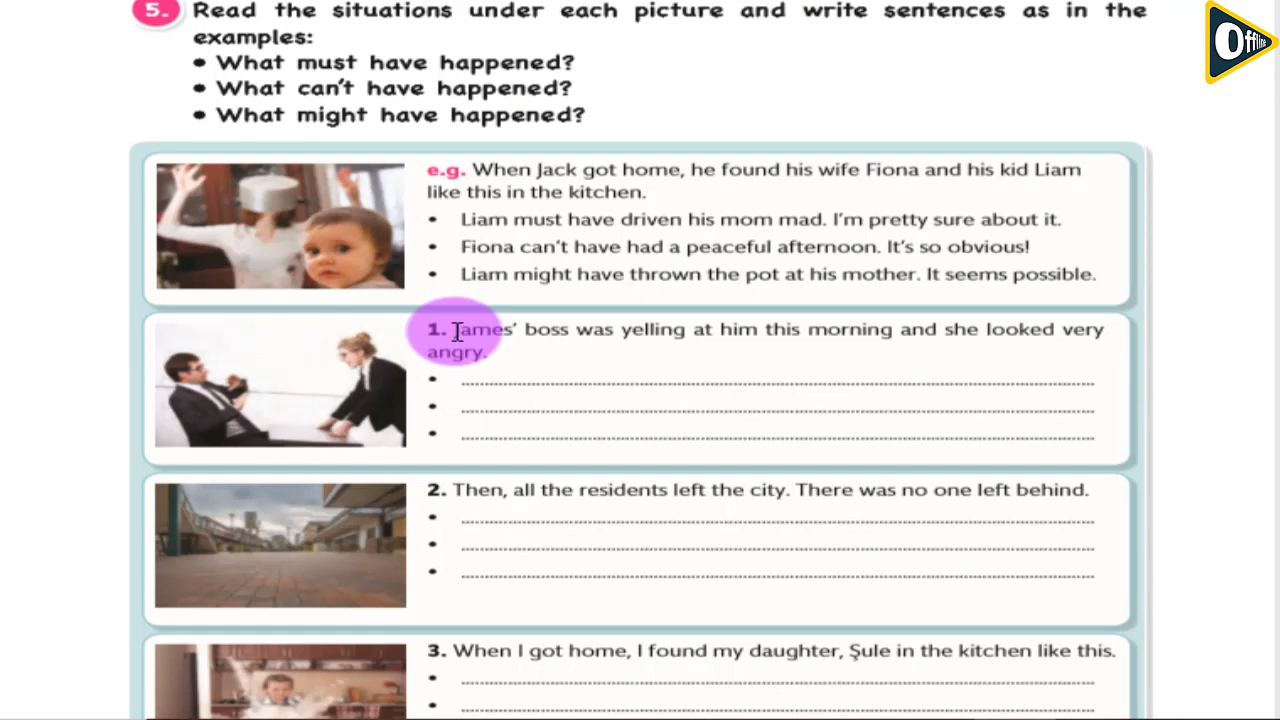 5. Read the situations under each picture and write sentences as in the
examples:
• What must have happened?
• What can't have happened?
• What might have happened?
Offline
e.g. When Jack got home, he found his wife Fiona and his kid Liam
like this in the kitchen.
• Liam must have driven his mom mad. I'm pretty sure about it.
• Fiona can't have had a peaceful afternoon. It's so obvious!
• Liam might have thrown the pot at his mother. It seems possible.
1. James' boss was yelling at him this morning and she looked very
angry.
•
•
•
2. Then, all the residents left the city. There was no one left behind.
•
•
•
3. When I got home, I found my daughter, Şule in the kitchen like this.
•
•